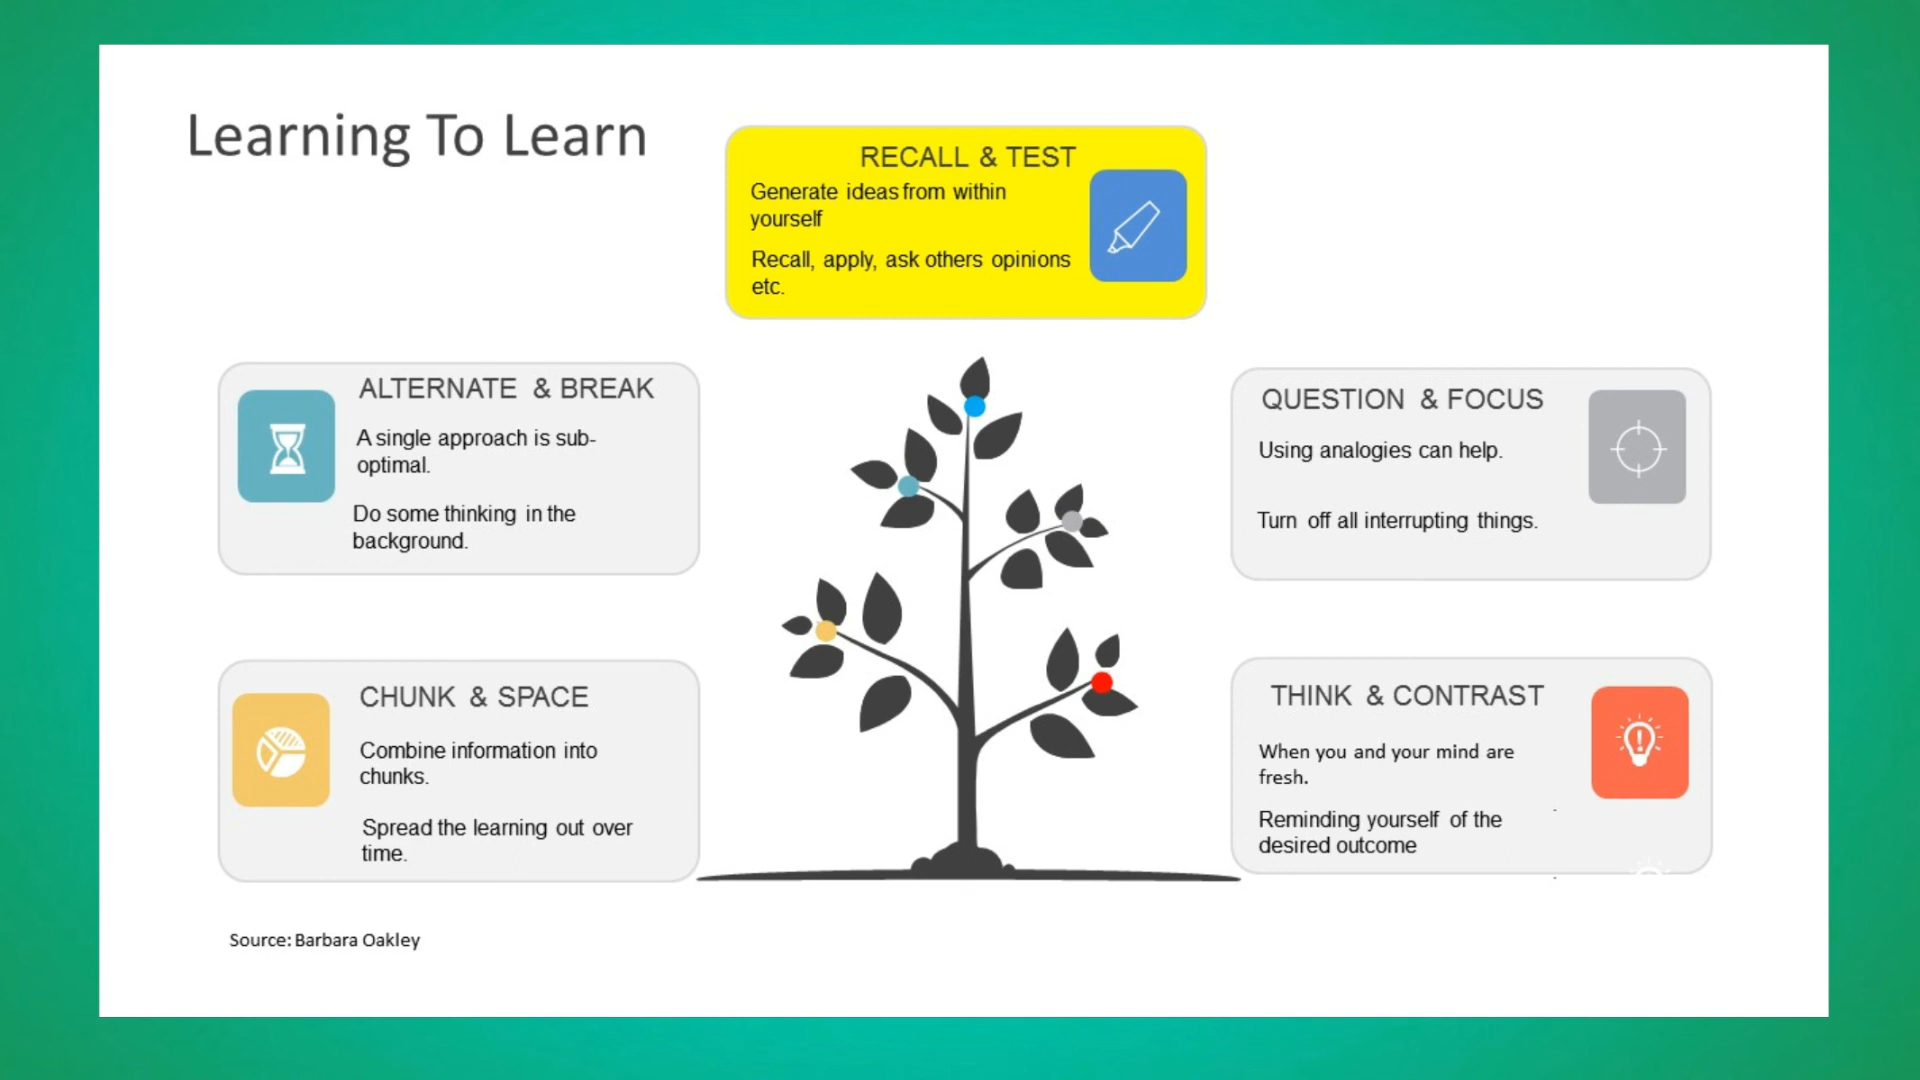 Learning To Learn
RECALL & TEST
Generate ideas from within
yourself
Recall, apply, ask others opinions
etc.
ALTERNATE & BREAK
A single approach is sub-
optimal.
Do some thinking in the
background.
QUESTION & FOCUS
Using analogies can help.
Turn off all interrupting things.
CHUNK & SPACE
Combine information into
chunks.
Spread the learning out over
time.
THINK & CONTRAST
When you and your mind are
fresh.
Reminding yourself of the
desired outcome
Source: Barbara Oakley